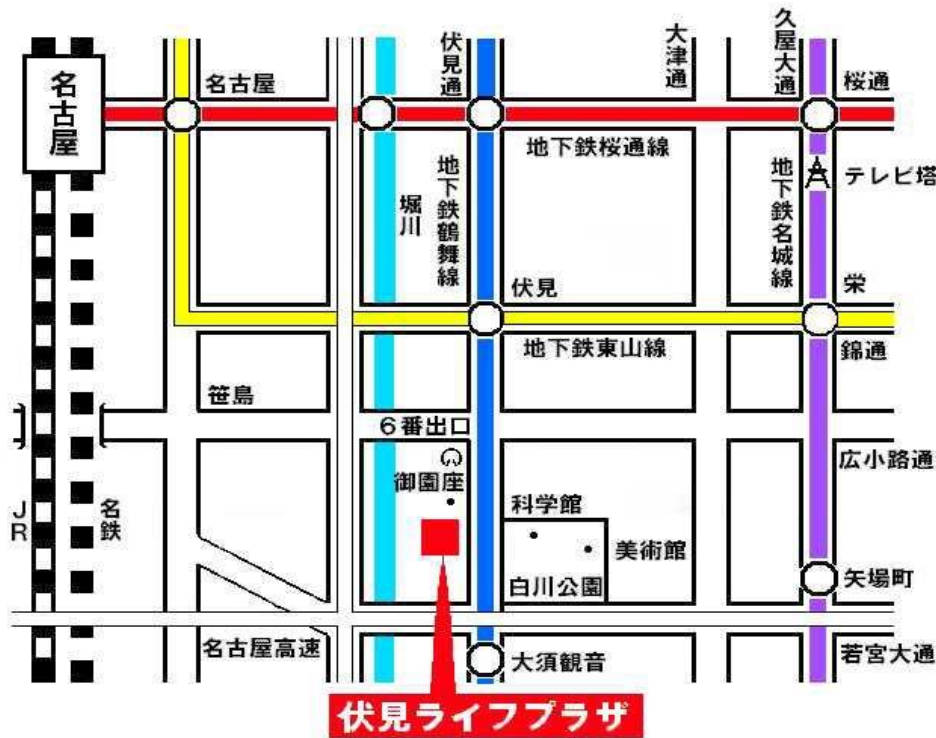 名古屋
名古屋
伏見通
大津通
久屋大通
桜通
地下鉄桜通線
テレビ塔
堀川
地下鉄鶴舞線
地下鉄名城線
伏見
栄
地下鉄東山線
錦通
笹島
6番出口
広小路通
御園座
JR
名鉄
科学館
美術館
白川公園
矢場町
名古屋高速
大須観音
若宮大通
伏見ライフプラザ